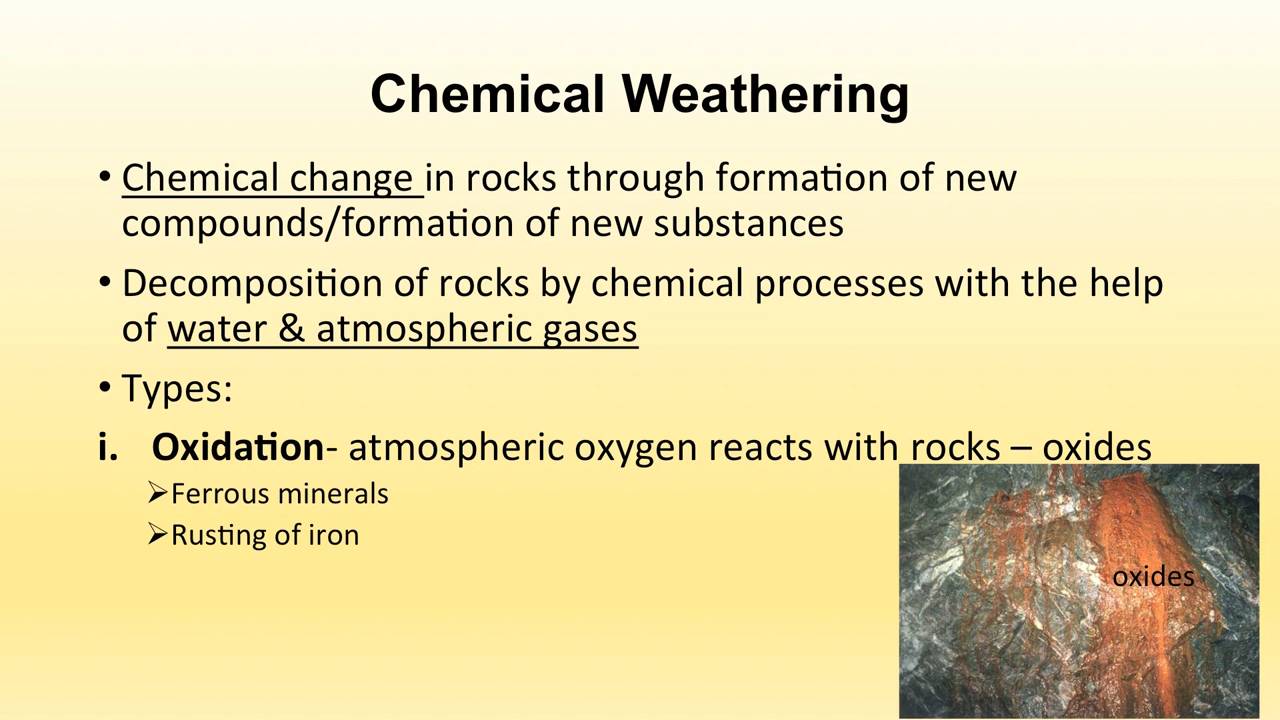 Chemical Weathering
• Chemical change in rocks through formation of new
compounds/formation of new substances
• Decomposition of rocks by chemical processes with the help
of water & atmospheric gases
• Types:
i. Oxidation- atmospheric oxygen reacts with rocks – oxides
➢Ferrous minerals
➢Rusting of iron
oxides